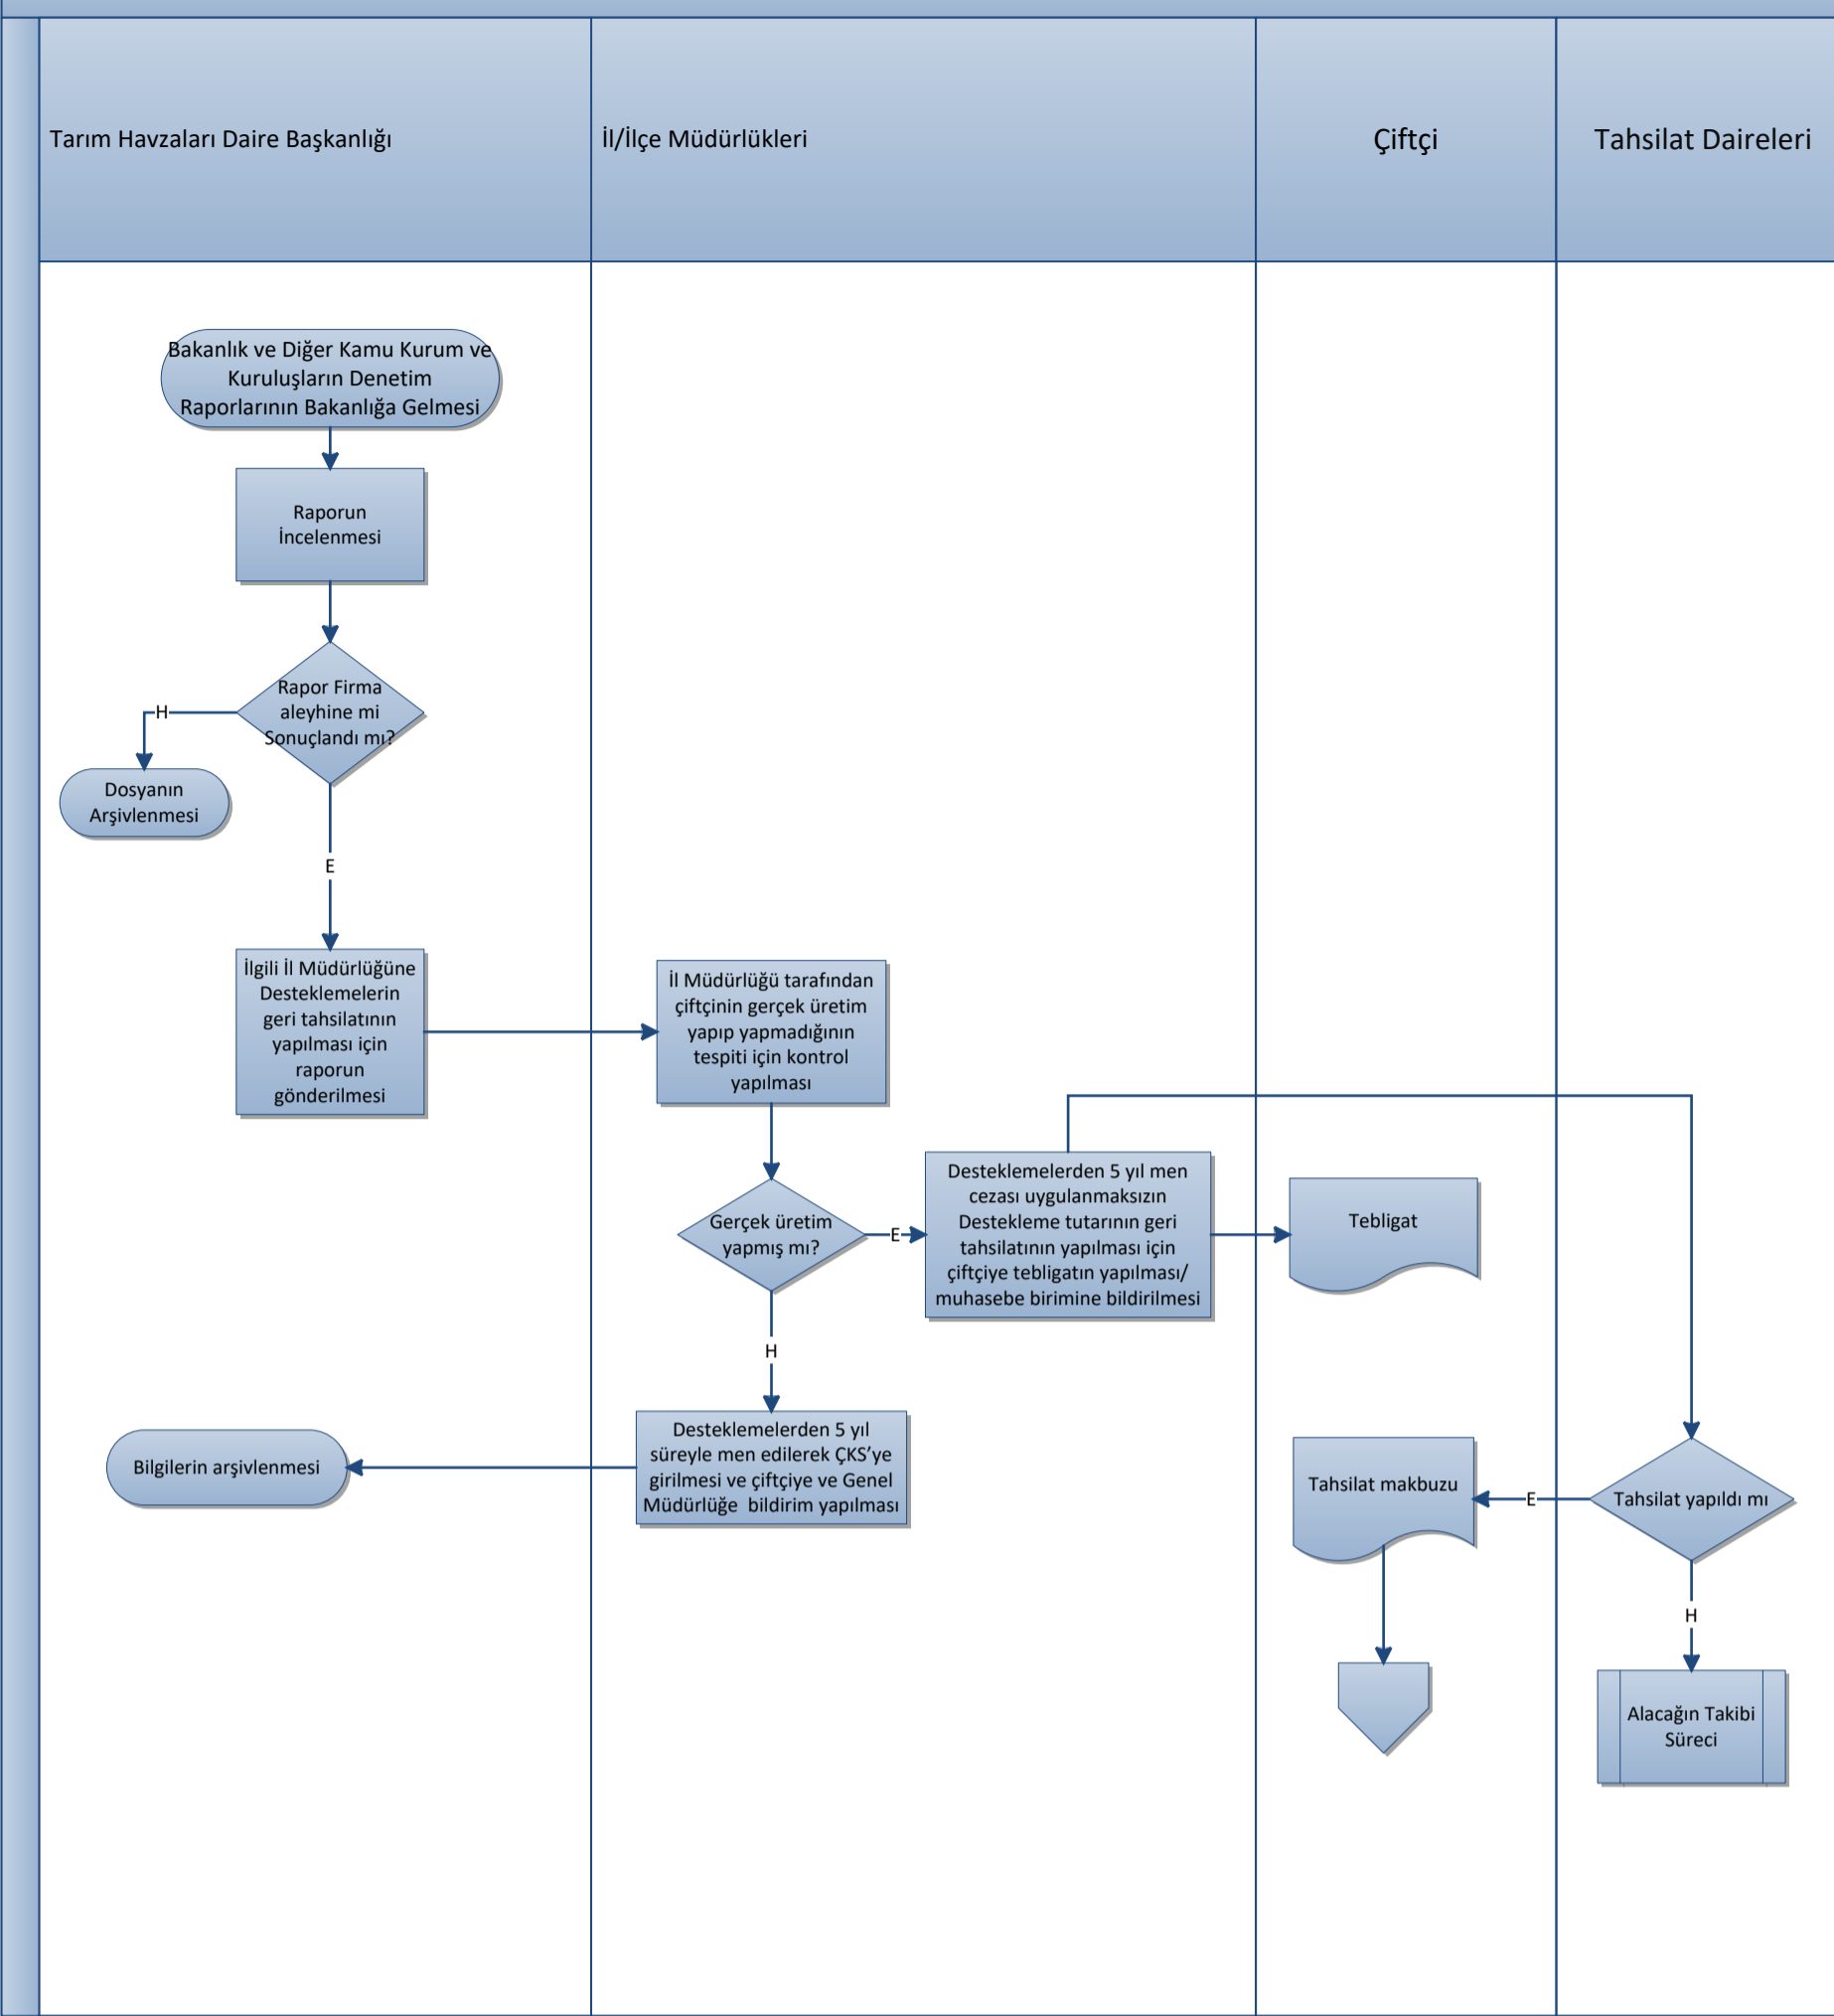 Tarım Havzaları Daire Başkanlığı
İl/İlçe Müdürlükleri
Çiftçi
Tahsilat Daireleri
Bakanlık ve Diğer Kamu Kurum ve
Kuruluşların Denetim
Raporlarının Bakanlığa Gelmesi
Raporun
İncelenmesi
Rapor Firma
aleyhine mi
Sonuçlandı mı?
H
Dosyanın
Arşivlenmesi
E
İlgili İl Müdürlüğüne
Desteklemelerin
geri tahsilatının
yapılması için
raporun
gönderilmesi
İl Müdürlüğü tarafından
çiftçinin gerçek üretim
yapıp yapmadığının
tespiti için kontrol
yapılması
Gerçek üretim
yapmış mı?
E
Desteklemelerden 5 yıl men
cezası uygulanmaksızın
Destekleme tutarının geri
tahsilatının yapılması için
çiftçiye tebligatın yapılması/
muhasebe birimine bildirilmesi
Tebligat
H
Desteklemelerden 5 yıl
süreyle men edilerek ÇKS’ye
girilmesi ve çiftçiye ve Genel
Müdürlüğe  bildirim yapılması
Bilgilerin arşivlenmesi
Tahsilat makbuzu
E
Tahsilat yapıldı mı
H
Alacağın Takibi
Süreci